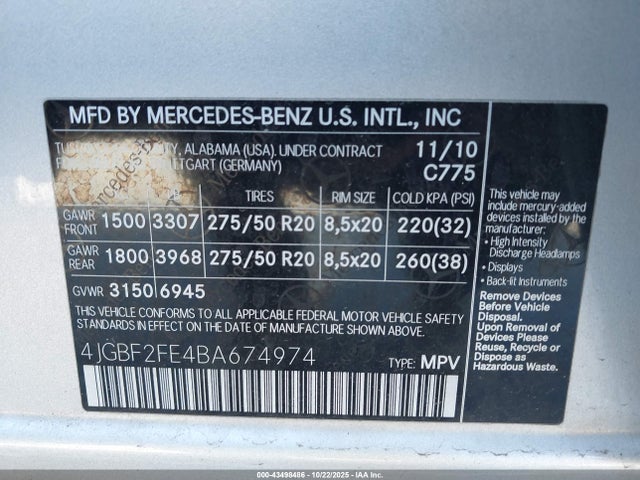 MFD BY MERCEDES-BENZ U.S. INTL., INC
ALABAMA (USA). UNDER CONTRACT 11/10
(GERMANY) C775
TIRES RIM SIZE COLD KPA (PSI)
GAWR FRONT 1500 3307 275/50 R20 8,5x20 220(32)
GAWR REAR 1800 3968 275/50 R20 8,5x20 260(38)
GVWR 3150 6945
THIS VEHICLE CONFORMS TO ALL APPLICABLE FEDERAL MOTOR VEHICLE SAFETY
STANDARDS IN EFFECT ON THE DATE OF MANUFACTURE SHOWN ABOVE.
4JGBF2FE4BA674974
TYPE: MPV
This vehicle may
include mercury-added
devices installed by the
manufacturer:
• High Intensity
Discharge Headlamps
• Displays
• Back-lit Instruments
Remove Devices
Before Vehicle
Disposal.
Upon Removal of
Devices Please
Reuse, Recycle or
Dispose as
Hazardous Waste.
000-43498486 - 10/22/2025 - IAA Inc.